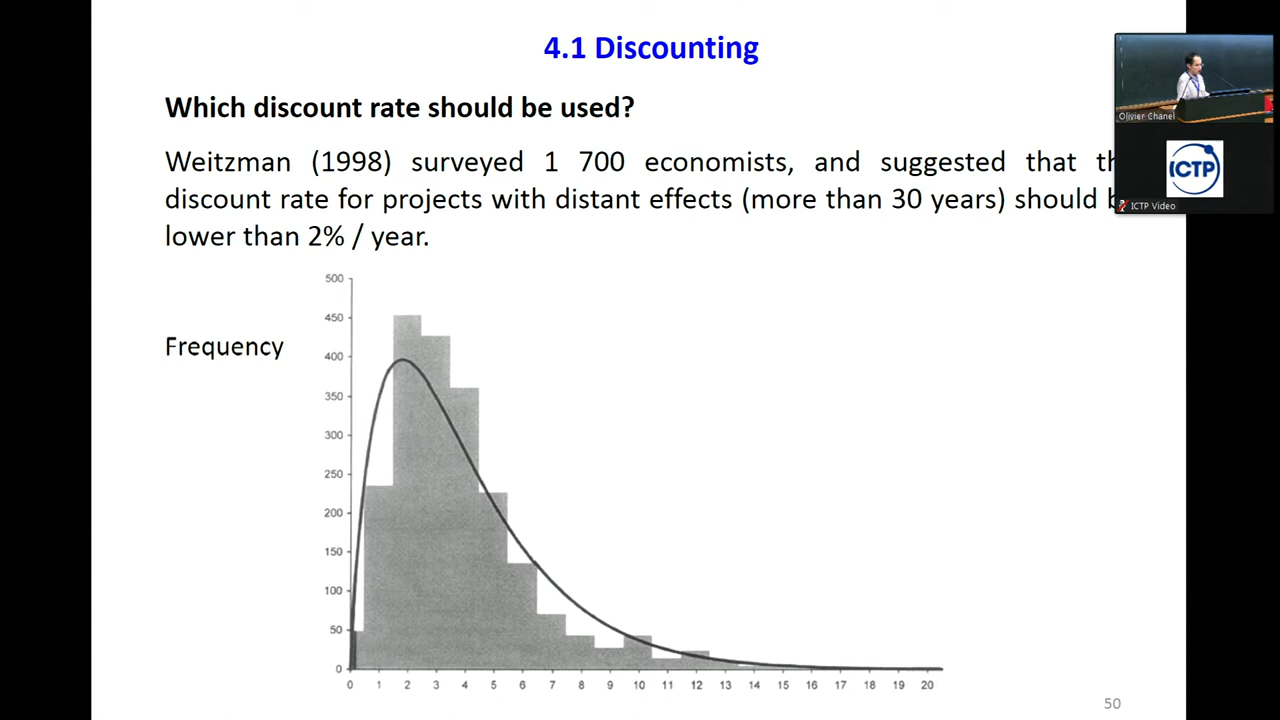 4.1 Discounting
Which discount rate should be used?
Weitzman (1998) surveyed 1 700 economists, and suggested that
discount rate for projects with distant effects (more than 30 years) should
lower than 2% / year.
Frequency
500
450
400
350
300
250
200
150
100
50
0
0 1 2 3 4 5 6 7 8 9 10 11 12 13 14 15 16 17 18 19 20
50
Olivier Chanel
ICTP
ICTP Video